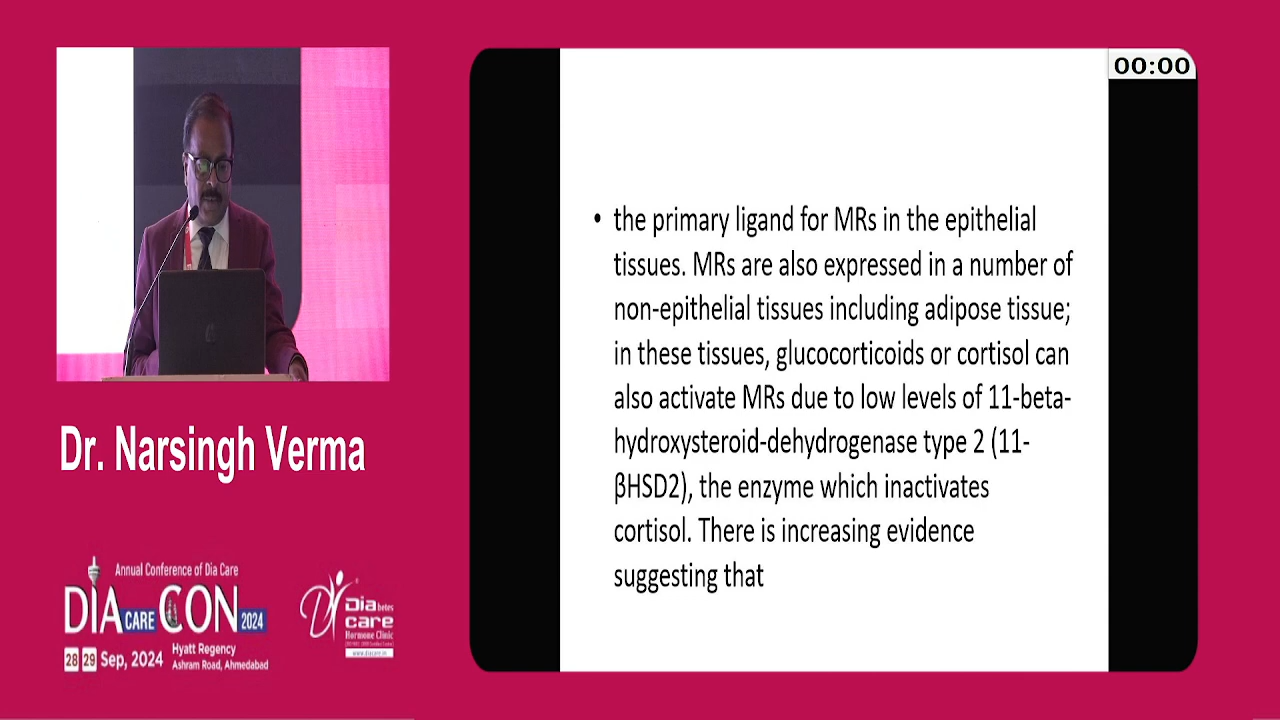 00:00
• the primary ligand for MRs in the epithelial
tissues. MRs are also expressed in a number of
non-epithelial tissues including adipose tissue;
in these tissues, glucocorticoids or cortisol can
also activate MRs due to low levels of 11-beta-
hydroxysteroid-dehydrogenase type 2 (11-
βHSD2), the enzyme which inactivates
cortisol. There is increasing evidence
suggesting that
Dr. Narsingh Verma
Annual Conference of Dia Care
DIA CARE CON 2024
28 29 Sep, 2024
Hyatt Regency
Ashram Road, Ahmedabad
Diabetes
care
Hormone Clinic
www.diacare.in